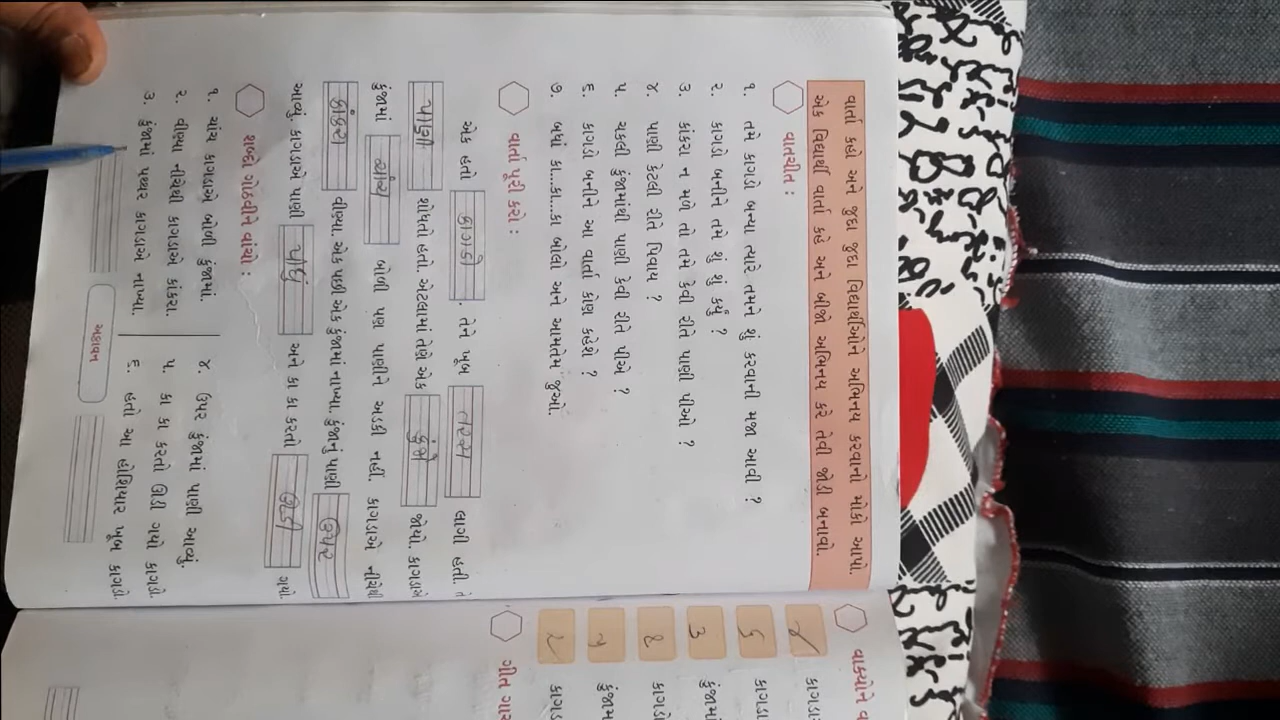 વાર્તા કહો અને જુદા જુદા વિદ્યાર્થીઓને અભિનય કરવાનો મોકો આપો.
એક વિદ્યાર્થી વાર્તા કહે અને બીજો અભિનય કરે તેવી જોડી બનાવો.
વાતચીત :
૧. તમે કાગડો બન્યા ત્યારે તમને શું કરવાની મજા આવી ?
૨. કાગડો બનીને તમે શું શું કર્યું ?
૩. કાંકરા ન મળે તો તમે કેવી રીતે પાણી પીઓ ?
૪. પાણી કેટલી રીતે પિવાય ?
૫. ચકલી કુંજામાંથી પાણી કેવી રીતે પીએ ?
૬. કાગડો બનીને આ વાર્તા કોણ કહેશે ?
૭. બધાં કા...કા...કા બોલો અને આમતેમ જુઓ.
વાર્તા પૂરી કરો :
એક હતો કાગડો . તેને ખૂબ તરસ લાગી હતી. તે
પાણી શોધતો હતો. એટલામાં તેણે એક કુંજો જોયો. કાગડાએ
કુંજામાં ચાંચ બોળી પણ પાણીને અડકી નહીં. કાગડાએ નીચેથી
કાંકરા વીણ્યા. એક પછી એક કુંજામાં નાખ્યા. કુંજાનું પાણી ઉપર
આવ્યું. કાગડાએ પાણી પીધું અને કા કા કરતો ઊડી ગયો.
શબ્દો ગોઠવીને વાંચો :
૧. ચાંચ કાગડાએ બોળી કુંજામાં.
૨. વીણ્યા નીચેથી કાગડાએ કાંકરા.
૩. કુંજામાં પથ્થર કાગડાએ નાખ્યા.
૪. ઉપર કુંજામાં પાણી આવ્યું.
૫. કા કા કરતો ઊડી ગયો કાગડો.
૬. હતો આ હોશિયાર ખૂબ કાગડો.
વાક્યોને
૪ કાગડા
૬ કાગડા
૩ કુંજામાં
૨ કાગડા
કુંજામાં
કાગડા
ગીત ગા